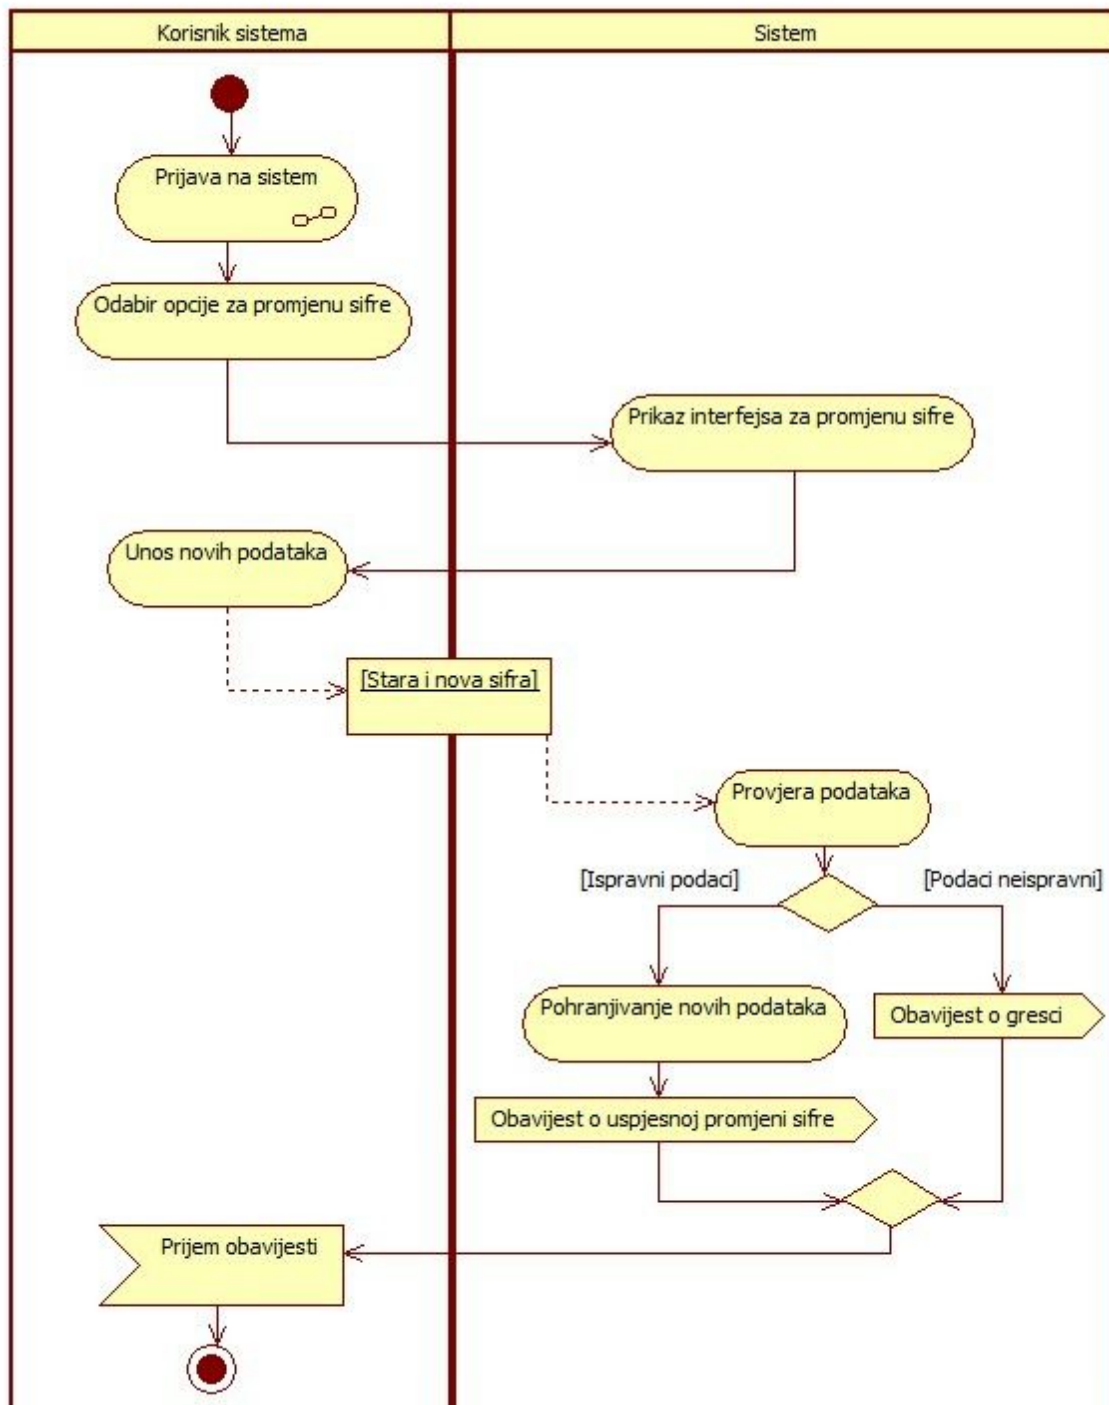 Korisnik sistema
Sistem
Prijava na sistem
Odabir opcije za promjenu sifre
Prikaz interfejsa za promjenu sifre
Unos novih podataka
[Stara i nova sifra]
Provjera podataka
[Ispravni podaci]
[Podaci neispravni]
Pohranjivanje novih podataka
Obavijest o gresci
Obavijest o uspjesnoj promjeni sifre
Prijem obavijesti